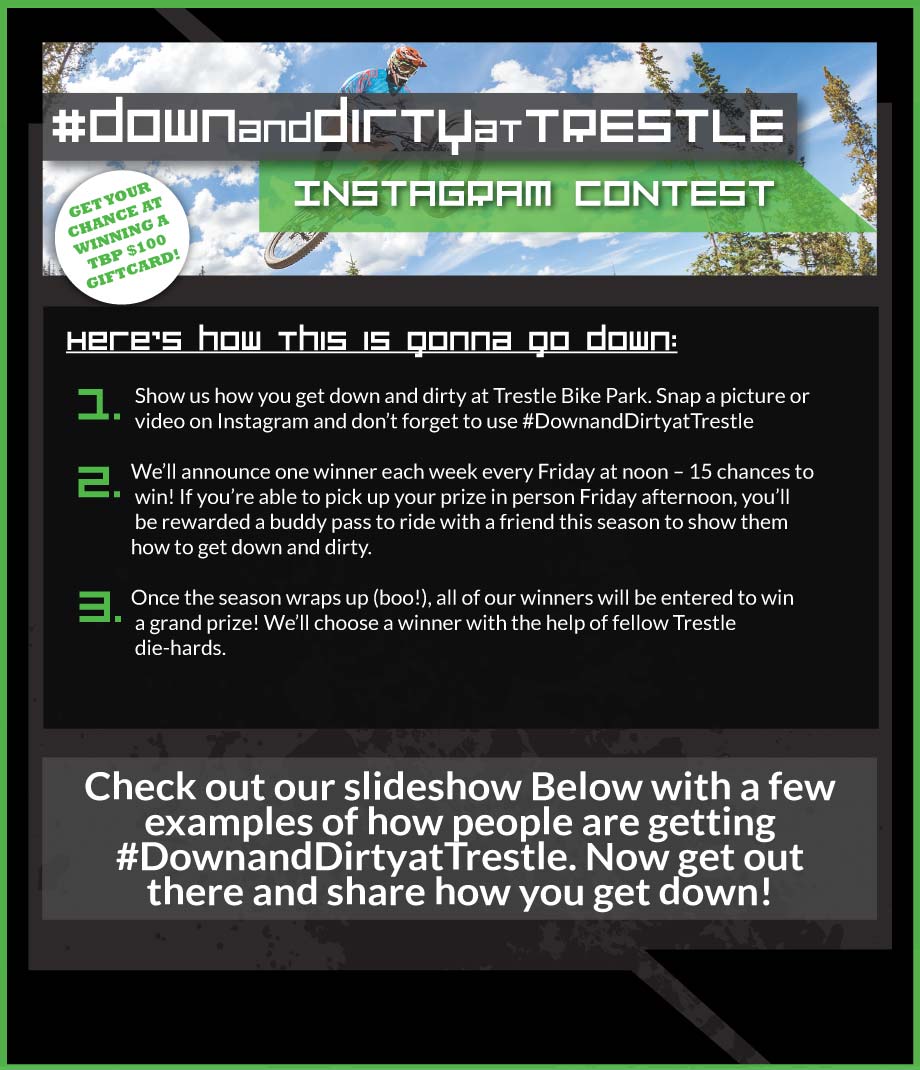 #DownandDirtyatTRESTLE
INSTAGRAM CONTEST
GET YOUR
CHANCE AT
WINNING A
TBP $100
GIFTCARD!
Here's how this is gonna go down:
1. Show us how you get down and dirty at Trestle Bike Park. Snap a picture or
video on Instagram and don't forget to use #DownandDirtyatTrestle
2. We'll announce one winner each week every Friday at noon – 15 chances to
win! If you're able to pick up your prize in person Friday afternoon, you'll
be rewarded a buddy pass to ride with a friend this season to show them
how to get down and dirty.
3. Once the season wraps up (boo!), all of our winners will be entered to win
a grand prize! We'll choose a winner with the help of fellow Trestle
die-hards.
Check out our slideshow Below with a few
examples of how people are getting
#DownandDirtyatTrestle. Now get out
there and share how you get down!